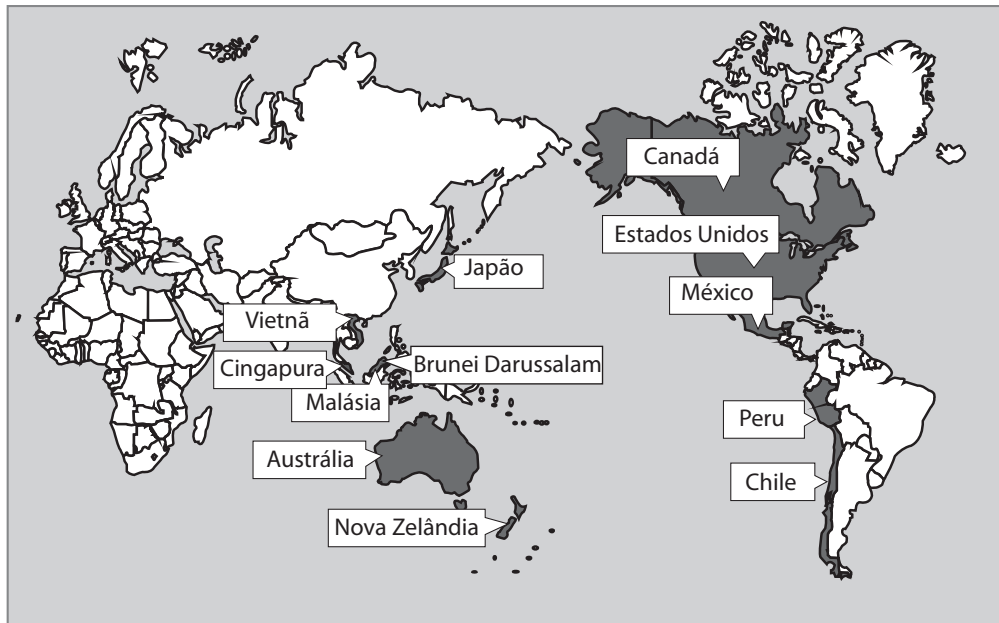 Canadá
Estados Unidos
Japão
México
Vietnã
Cingapura
Brunei Darussalam
Malásia
Peru
Austrália
Chile
Nova Zelândia